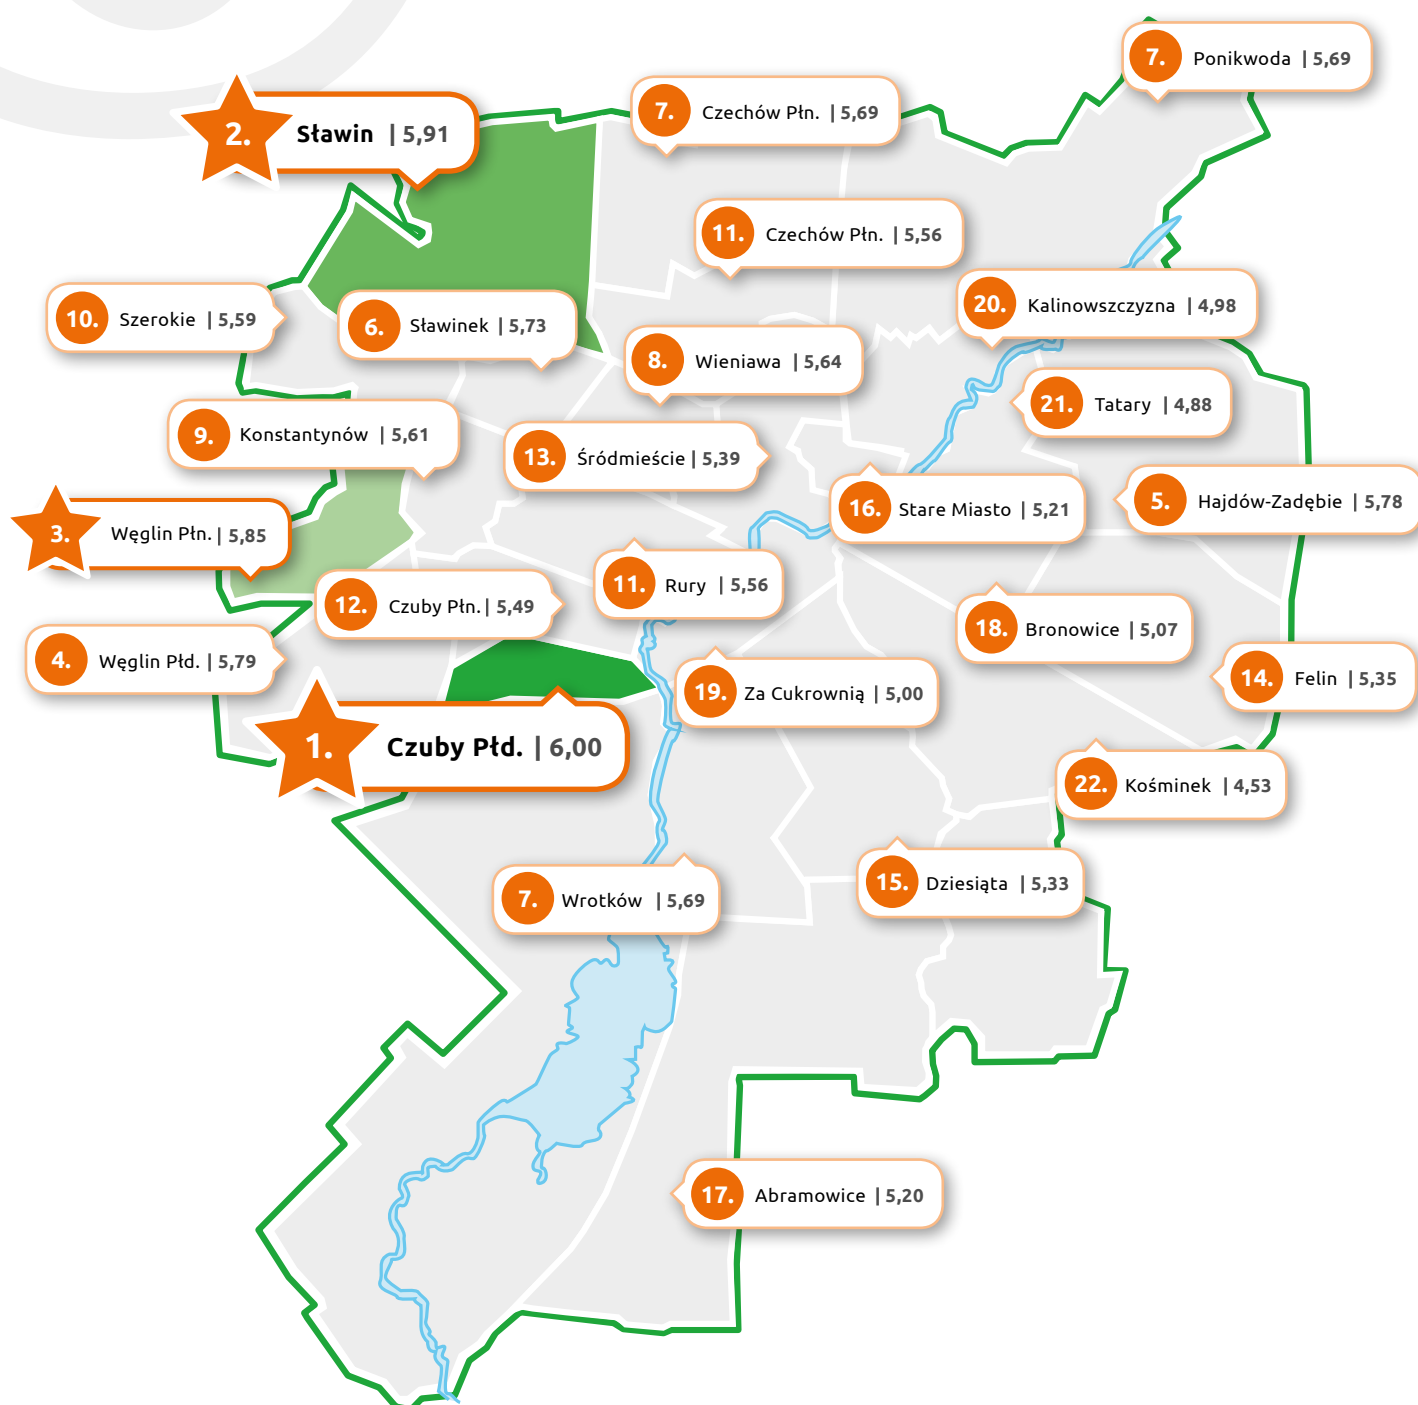 7. Ponikwoda | 5,69
7. Czechów Płn. | 5,69
2. Sławin | 5,91
11. Czechów Płn. | 5,56
20. Kalinowszczyzna | 4,98
10. Szerokie | 5,59
6. Sławinek | 5,73
8. Wieniawa | 5,64
21. Tatary | 4,88
9. Konstantynów | 5,61
13. Śródmieście | 5,39
5. Hajdów-Zadębie | 5,78
16. Stare Miasto | 5,21
3. Węglin Płn. | 5,85
11. Rury | 5,56
12. Czuby Płn. | 5,49
18. Bronowice | 5,07
4. Węglin Płd. | 5,79
14. Felin | 5,35
19. Za Cukrownią | 5,00
1. Czuby Płd. | 6,00
22. Kośminek | 4,53
15. Dziesiąta | 5,33
7. Wrotków | 5,69
17. Abramowice | 5,20